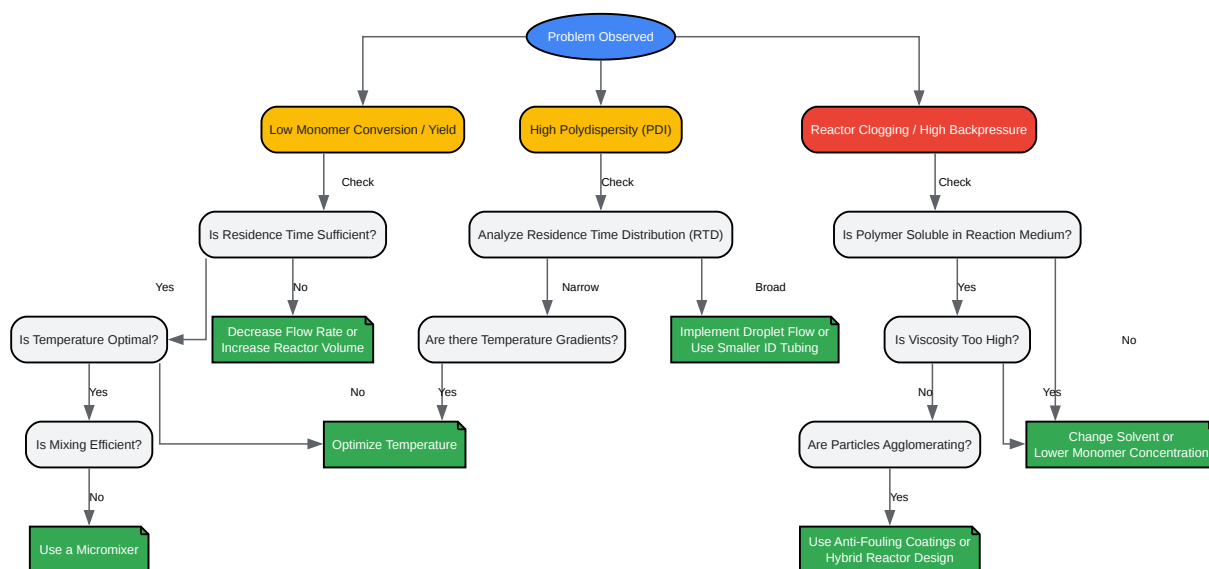 Problem Observed
Low Monomer Conversion / Yield
High Polydispersity (PDI)
Reactor Clogging / High Backpressure
Check
Check
Check
Is Residence Time Sufficient?
Analyze Residence Time Distribution (RTD)
Is Polymer Soluble in Reaction Medium?
Yes
No
Narrow
Broad
Yes
No
Is Temperature Optimal?
Decrease Flow Rate or
Increase Reactor Volume
Are there Temperature Gradients?
Implement Droplet Flow or
Use Smaller ID Tubing
Is Viscosity Too High?
Yes
No
Yes
No
Yes
Is Mixing Efficient?
Optimize Temperature
Are Particles Agglomerating?
Change Solvent or
Lower Monomer Concentration
No
Yes
Use a Micromixer
Use Anti-Fouling Coatings or
Hybrid Reactor Design